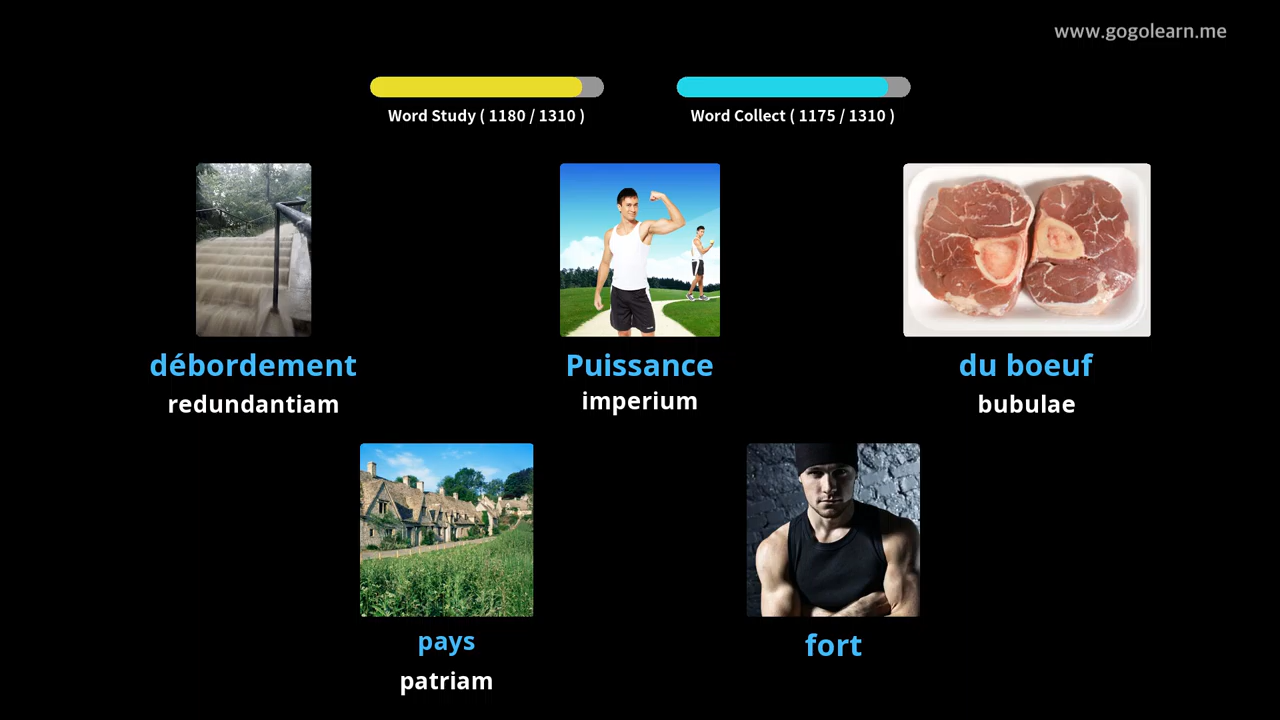 www.gogolearn.me
Word Study ( 1180 / 1310 )
Word Collect ( 1175 / 1310 )
débordement
redundantiam
Puissance
imperium
du boeuf
bubulae
pays
patriam
fort